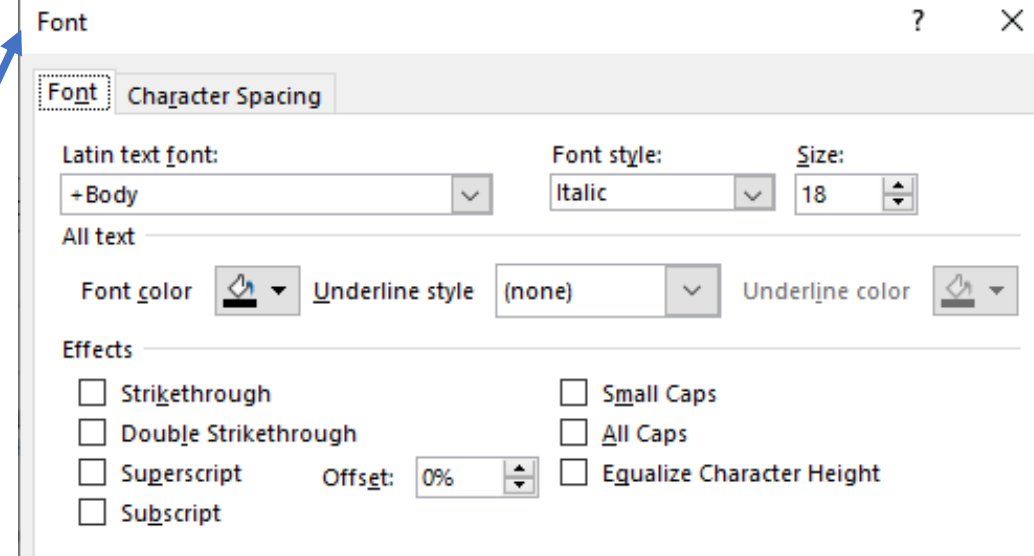 Font ?
Font Character Spacing
Latin text font: Font style: Size:
+Body Italic 18
All text
Font color Underline style (none) Underline color
Effects
Strikethrough Small Caps
Double Strikethrough All Caps
Superscript Offset: 0% Equalize Character Height
Subscript